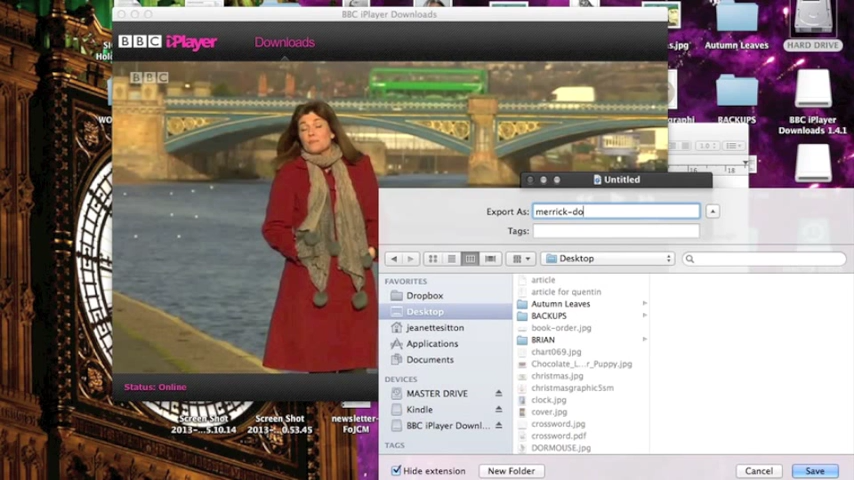 BBC iPlayer Downloads
BBC iPlayer
Downloads
BBC
Status: Online
Autumn Leaves
HARD DRIVE
BACKUPS
BBC iPlayer
Downloads 1.4.1
Untitled
Export As: merrick-do
Tags:
Desktop
FAVORITES
Dropbox
Desktop
jeanettesitton
Applications
Documents
DEVICES
MASTER DRIVE
Kindle
BBC iPlayer Downl...
TAGS
article
article for quentin
Autumn Leaves
BACKUPS
book-order.jpg
BRIAN
chart069.jpg
Chocolate_L...r_Puppy.jpg
christmas.jpg
christmasgraphic5sm
clock.jpg
cover.jpg
crossword.jpg
crossword.pdf
DORMOUSE.jpg
Hide extension
New Folder
Cancel
Save
Screen Shot
2013-...5.10.14
Screen Shot
2013-...0.53.45
newsletter-
FoJCM